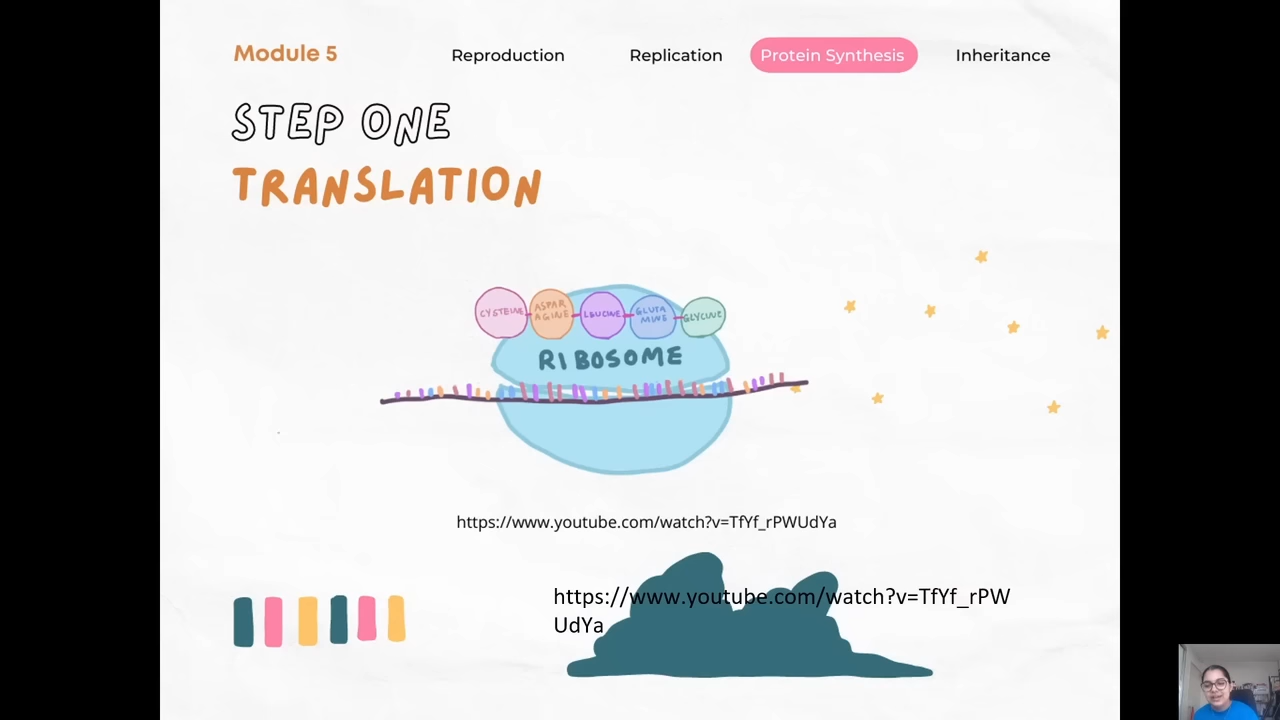 Module 5 Reproduction Replication Protein Synthesis Inheritance
STEP ONE
TRANSLATION
CYSTEINE ASPAR AGINE LEUCINE GLUTA MINE GLYCINE
RIBOSOME
https://www.youtube.com/watch?v=TfYf_rPWUdYa
https://www.youtube.com/watch?v=TfYf_rPW
UdYa